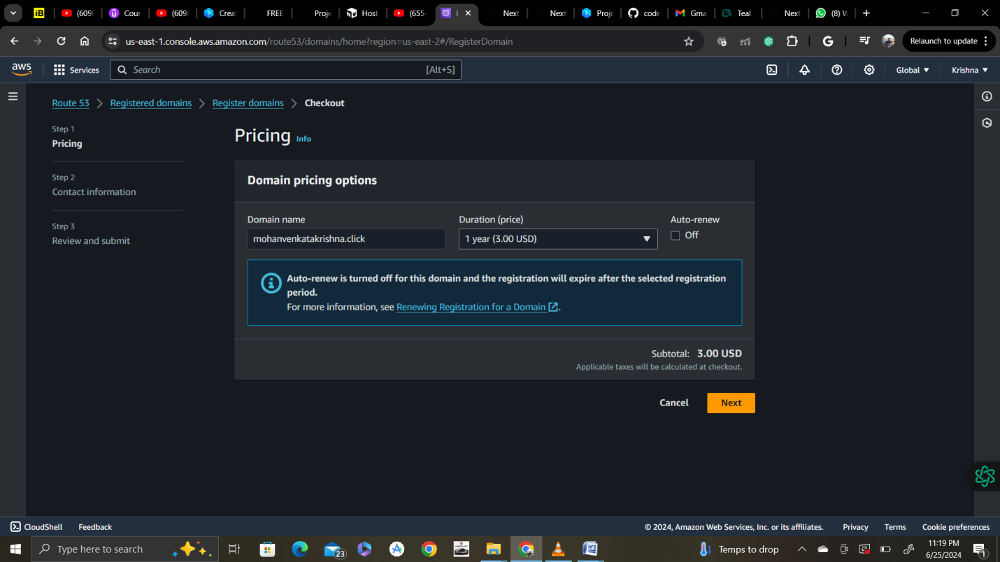 iB
(609
Cour
(609
Creat
FREE
Proje
Host
(655
Next
Next
Proje
code
Gma
Teal
Next
(8) W
us-east-1.console.aws.amazon.com/route53/domains/home?region=us-east-2#/RegisterDomain
Relaunch to update
aws
Services
Search
[Alt+S]
Global
Krishna
Route 53
Registered domains
Register domains
Checkout
Step 1
Pricing
Step 2
Contact information
Step 3
Review and submit
Pricing Info
Domain pricing options
Domain name
Duration (price)
Auto-renew
mohanvenkatakrishna.click
1 year (3.00 USD)
Off
Auto-renew is turned off for this domain and the registration will expire after the selected registration
period.
For more information, see Renewing Registration for a Domain.
Subtotal: 3.00 USD
Applicable taxes will be calculated at checkout.
Cancel
Next
CloudShell
Feedback
© 2024, Amazon Web Services, Inc. or its affiliates.
Privacy
Terms
Cookie preferences
Type here to search
23
Temps to drop
11:19 PM
6/25/2024
1